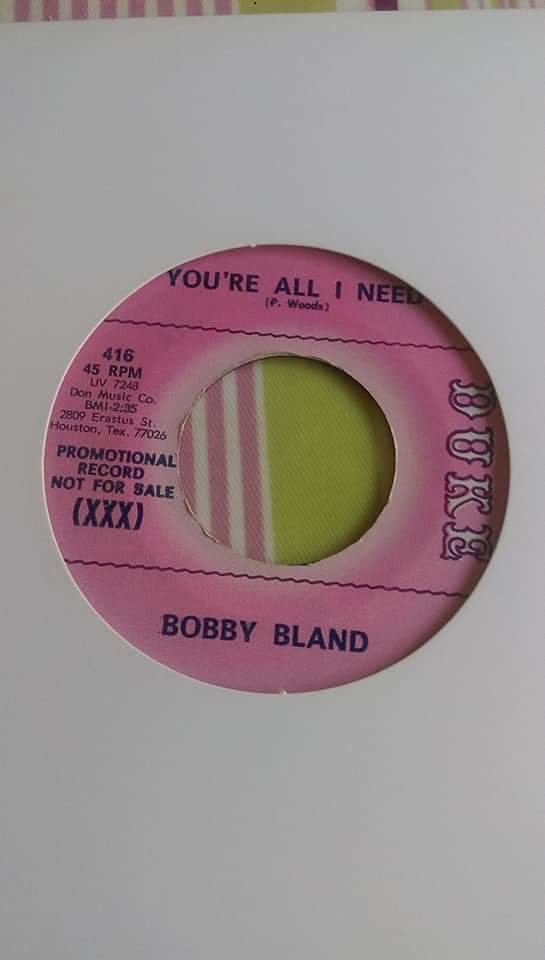 YOU'RE ALL I NEED
(P. Woods)
416
45 RPM
UV 7248
Don Music Co.
BMI-2:35
2809 Erastus St.
Houston, Tex. 77026
PROMOTIONAL
RECORD
NOT FOR SALE
(XXX)
DUKE
BOBBY BLAND